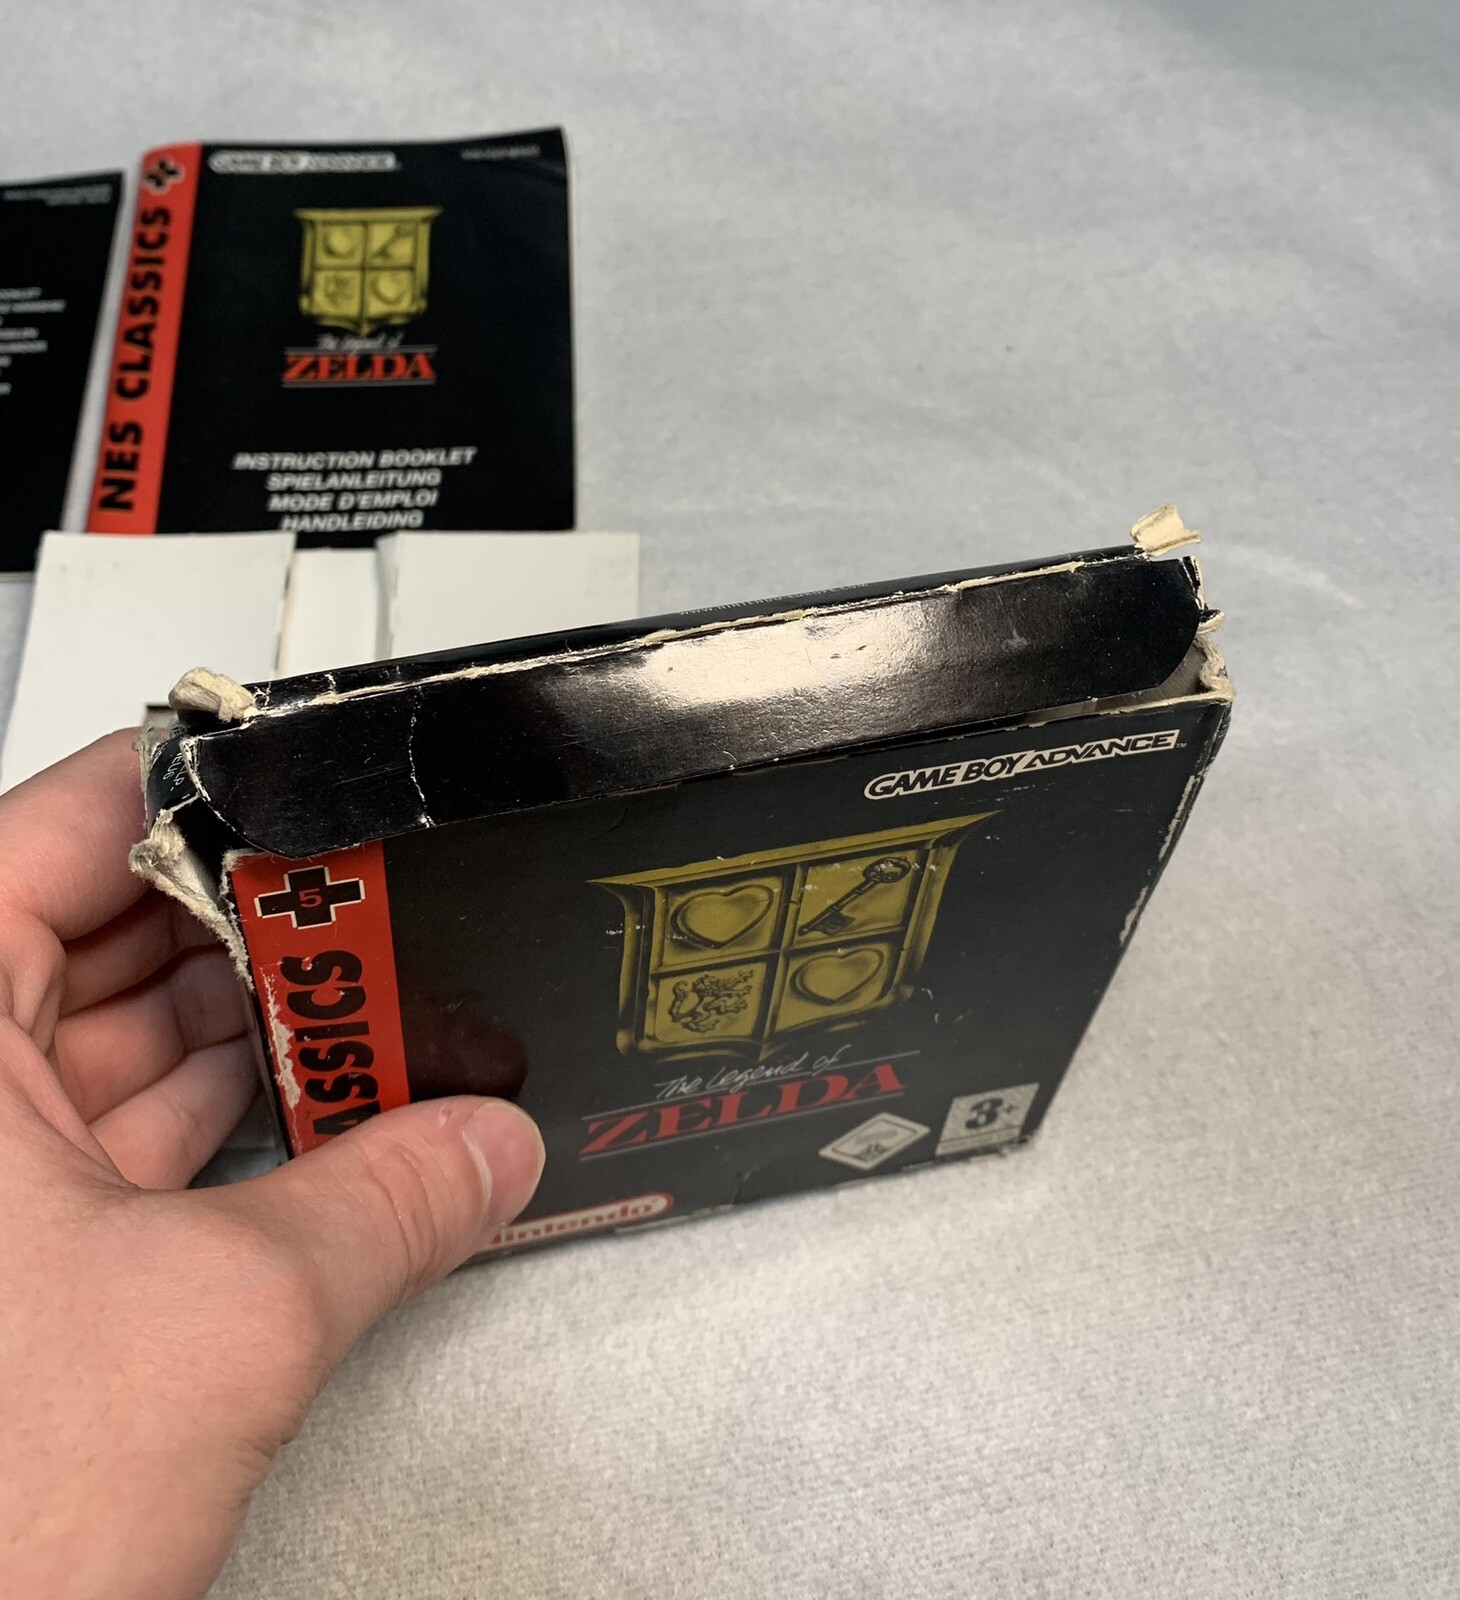 GAME BOY ADVANCE
NES CLASSICS
The Legend of
ZELDA
INSTRUCTION BOOKLET
SPIELANLEITUNG
MODE D'EMPLOI
HANDLEIDING
GAME BOY ADVANCE™
5
ASSICS
The Legend of
ZELDA
3+
Nintendo®